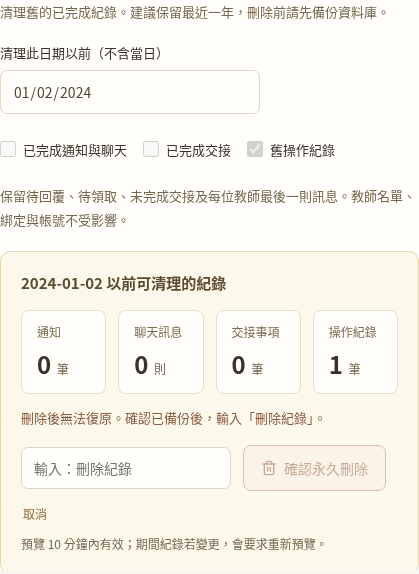 清理舊的已完成紀錄。建議保留最近一年，刪除前請先備份資料庫。
清理此日期以前（不含當日）
01/02/2024
已完成通知與聊天 已完成交接 舊操作紀錄
保留待回覆、待領取、未完成交接及每位教師最後一則訊息。教師名單、
綁定與帳號不受影響。
2024-01-02 以前可清理的紀錄
通知 聊天訊息 交接事項 操作紀錄
0 筆 0 則 0 筆 1 筆
刪除後無法復原。確認已備份後，輸入「刪除紀錄」。
輸入：刪除紀錄 確認永久刪除
取消
預覽 10 分鐘內有效；期間紀錄若變更，會要求重新預覽。